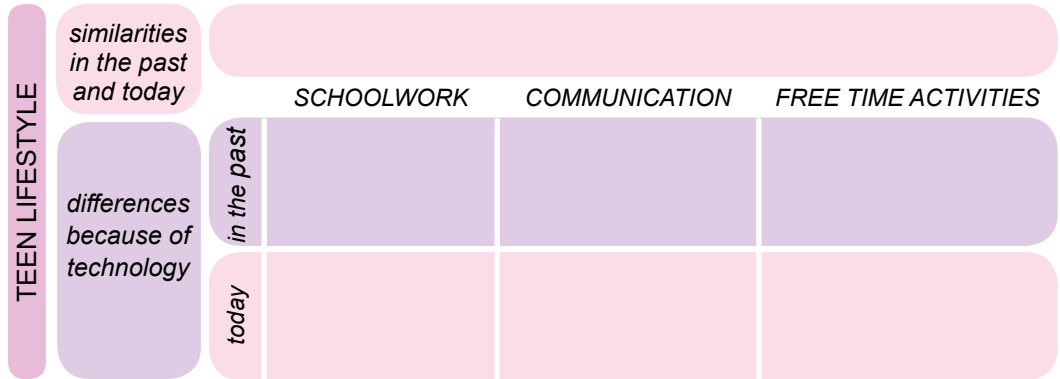 TEEN LIFESTYLE
similarities
in the past
and today
SCHOOLWORK COMMUNICATION FREE TIME ACTIVITIES
differences
because of
technology
in the past
today